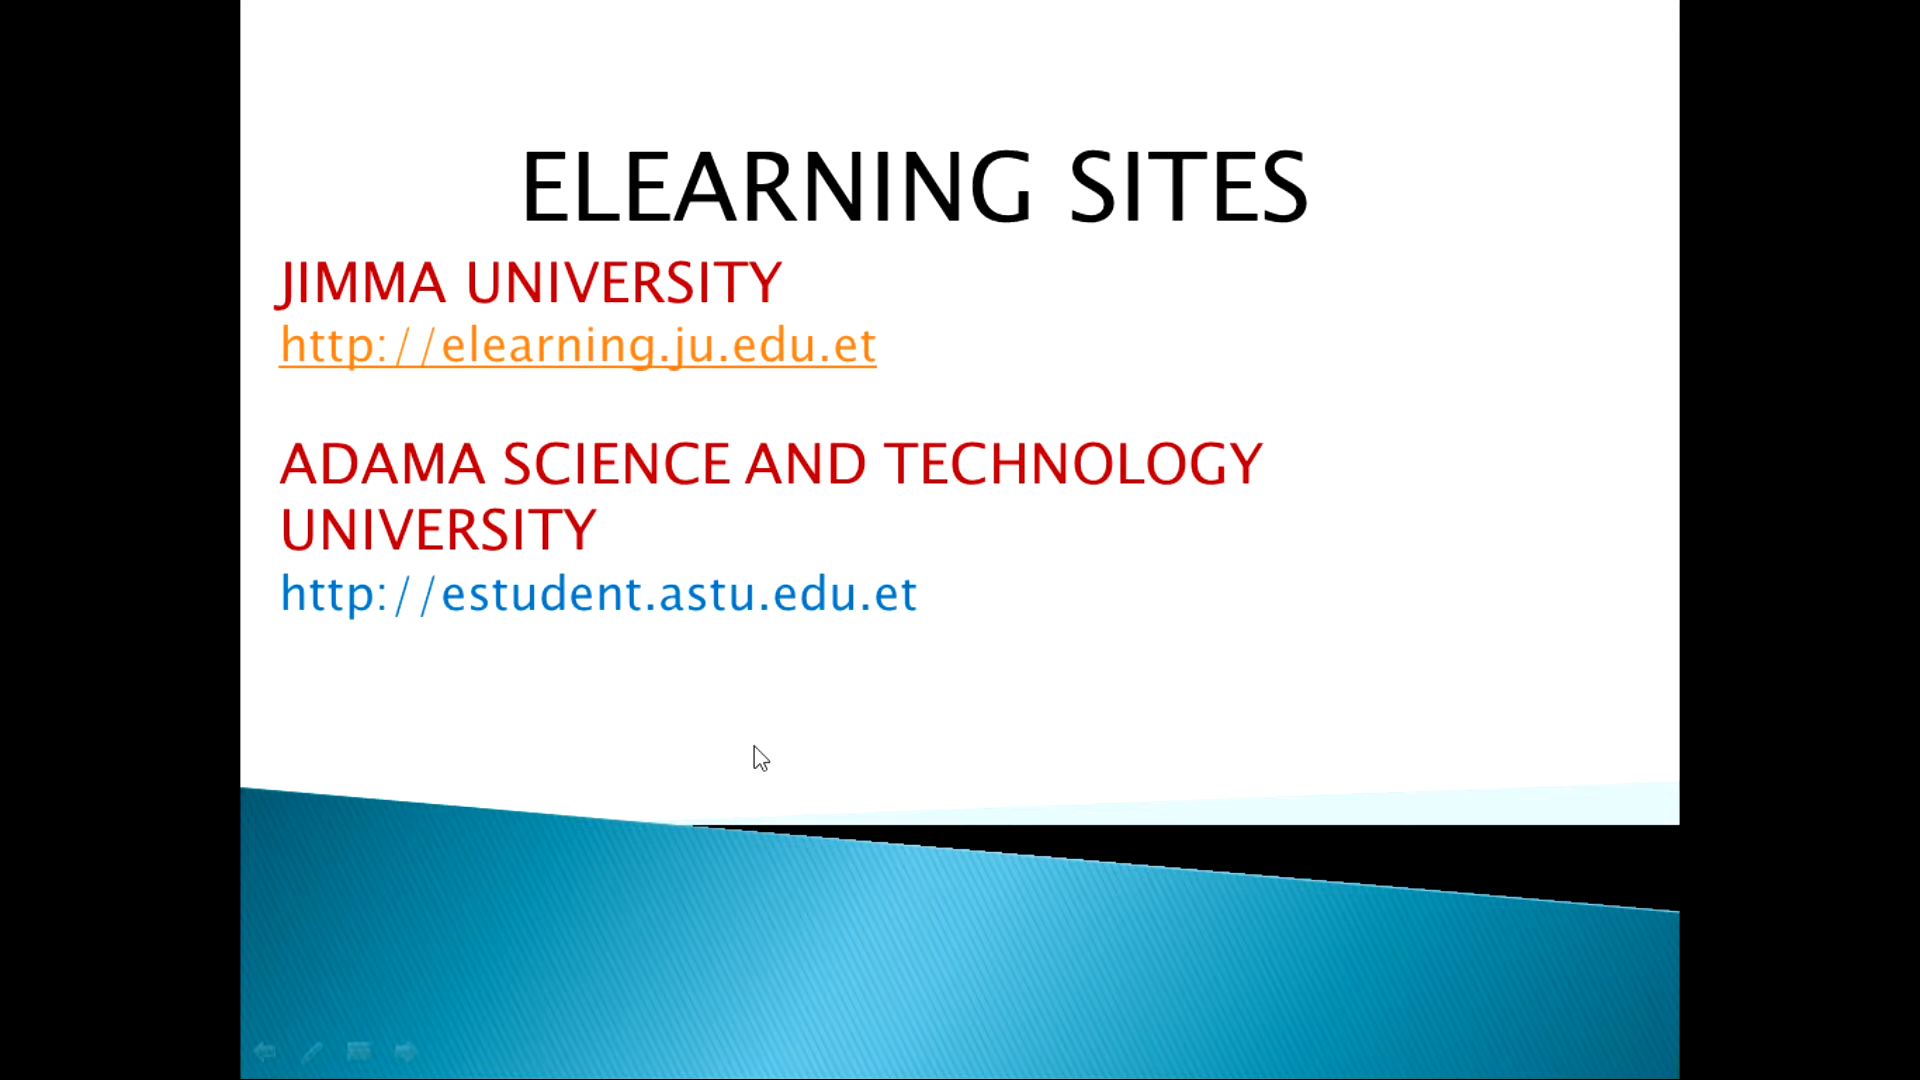 ELEARNING SITES
JIMMA UNIVERSITY
http://elearning.ju.edu.et
ADAMA SCIENCE AND TECHNOLOGY
UNIVERSITY
http://estudent.astu.edu.et